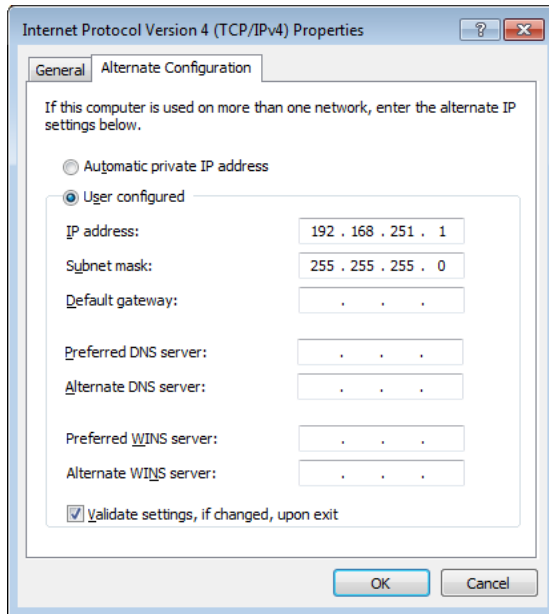 Internet Protocol Version 4 (TCP/IPv4) Properties
?
General
Alternate Configuration
If this computer is used on more than one network, enter the alternate IP
settings below.
Automatic private IP address
User configured
IP address: 192 . 168 . 251 . 1
Subnet mask: 255 . 255 . 255 . 0
Default gateway: . . .
Preferred DNS server: . . .
Alternate DNS server: . . .
Preferred WINS server: . . .
Alternate WINS server: . . .
Validate settings, if changed, upon exit
OK
Cancel